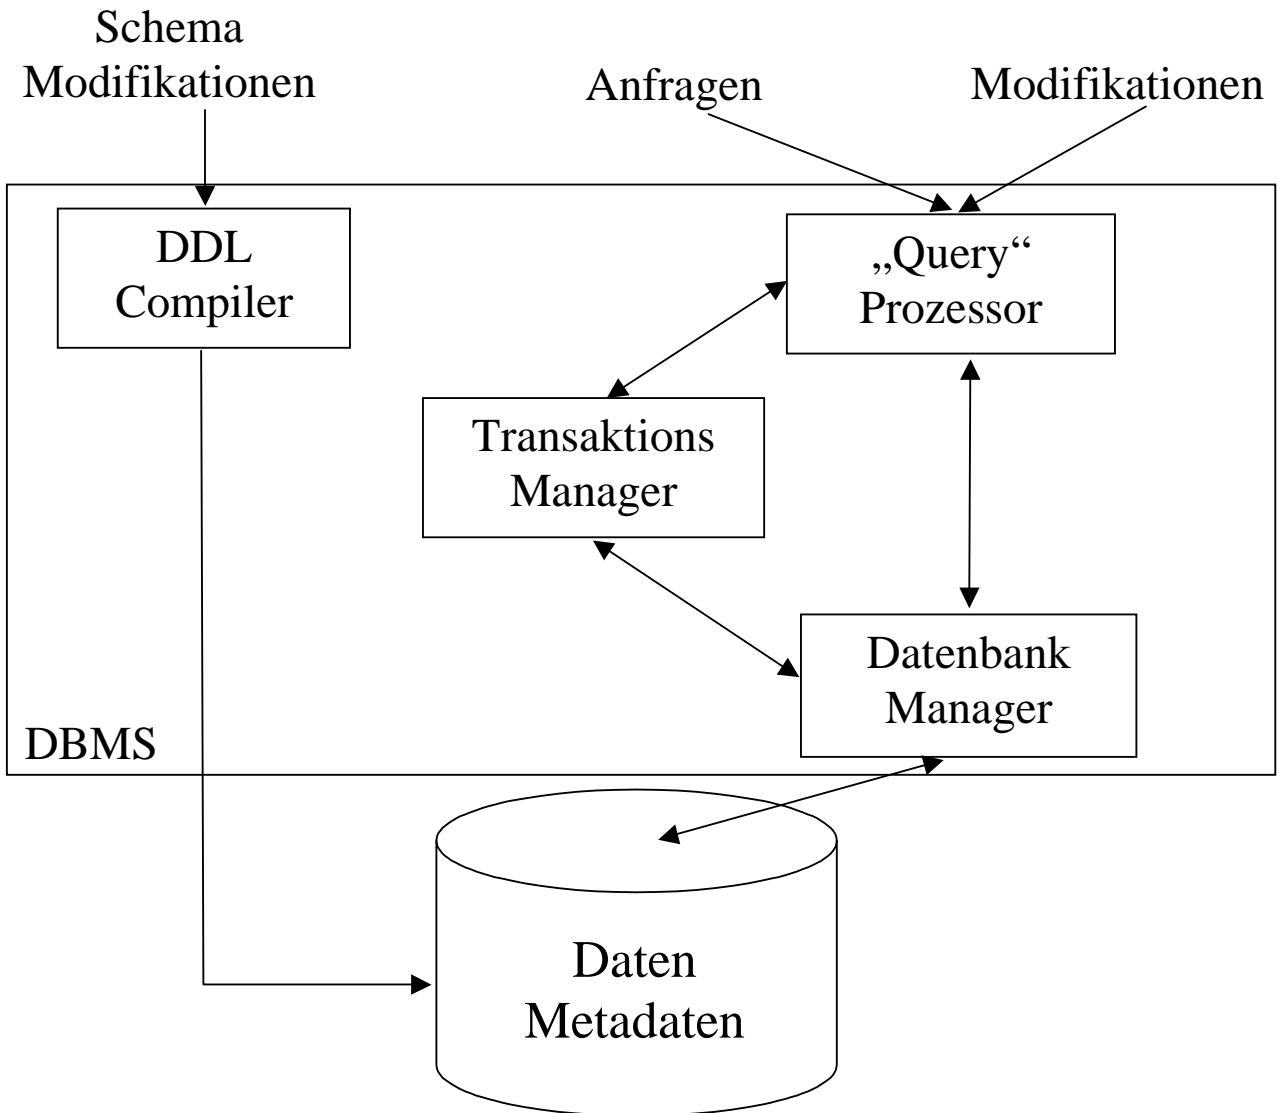 Schema
Modifikationen
Anfragen
Modifikationen
DDL
Compiler
„Query“
Prozessor
Transaktions
Manager
Datenbank
Manager
DBMS
Daten
Metadaten